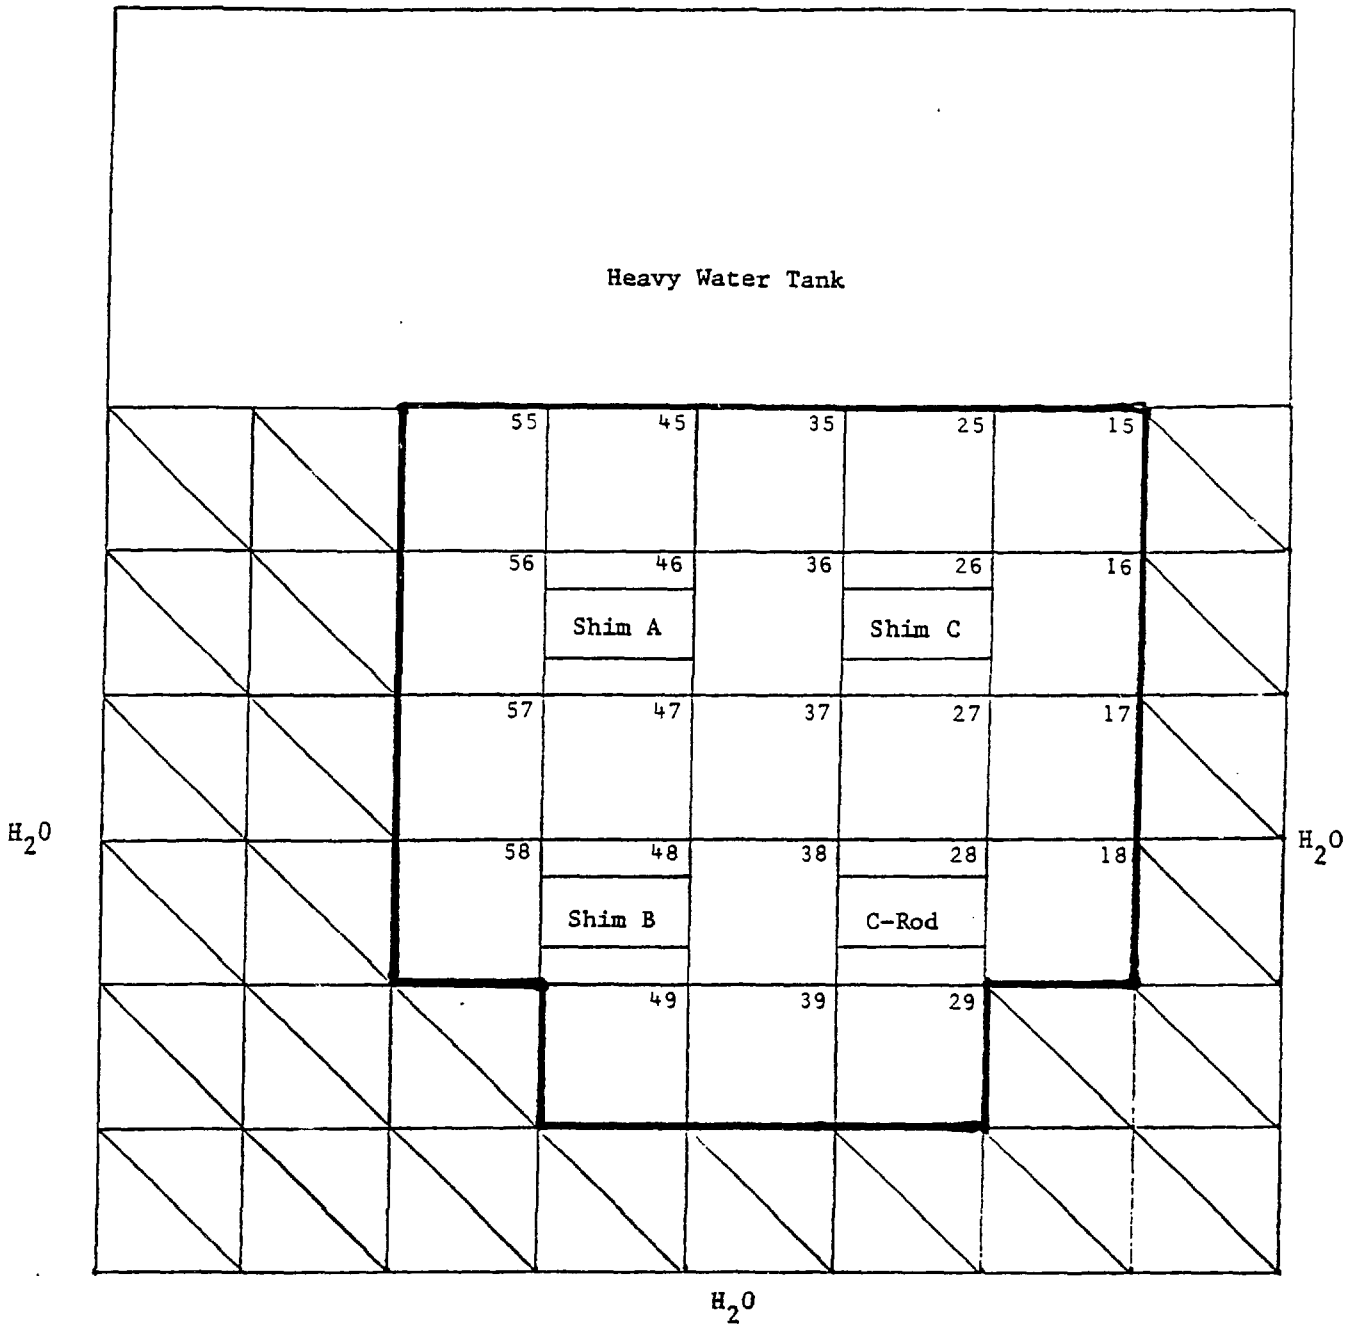 Heavy Water Tank
55 45 35 25 15
56 46 36 26 16
Shim A Shim C
57 47 37 27 17
H₂O H₂O
58 48 38 28 18
Shim B C-Rod
49 39 29
H₂O